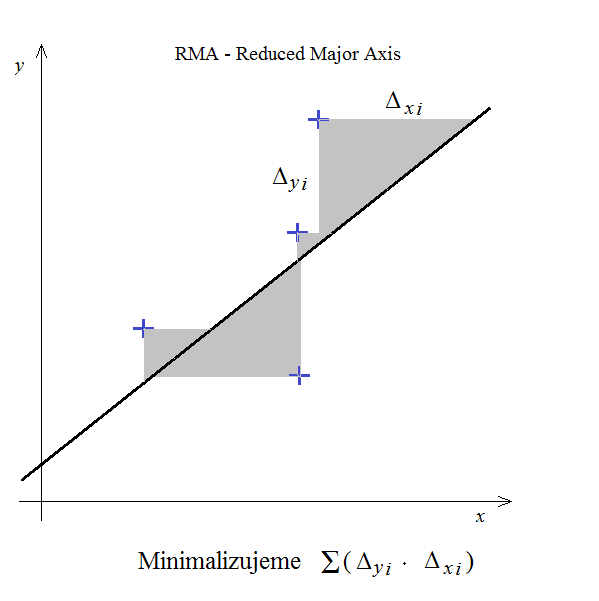 RMA - Reduced Major Axis
y
Δxi
Δyi
x
Minimalizujeme Σ(Δyi · Δxi)